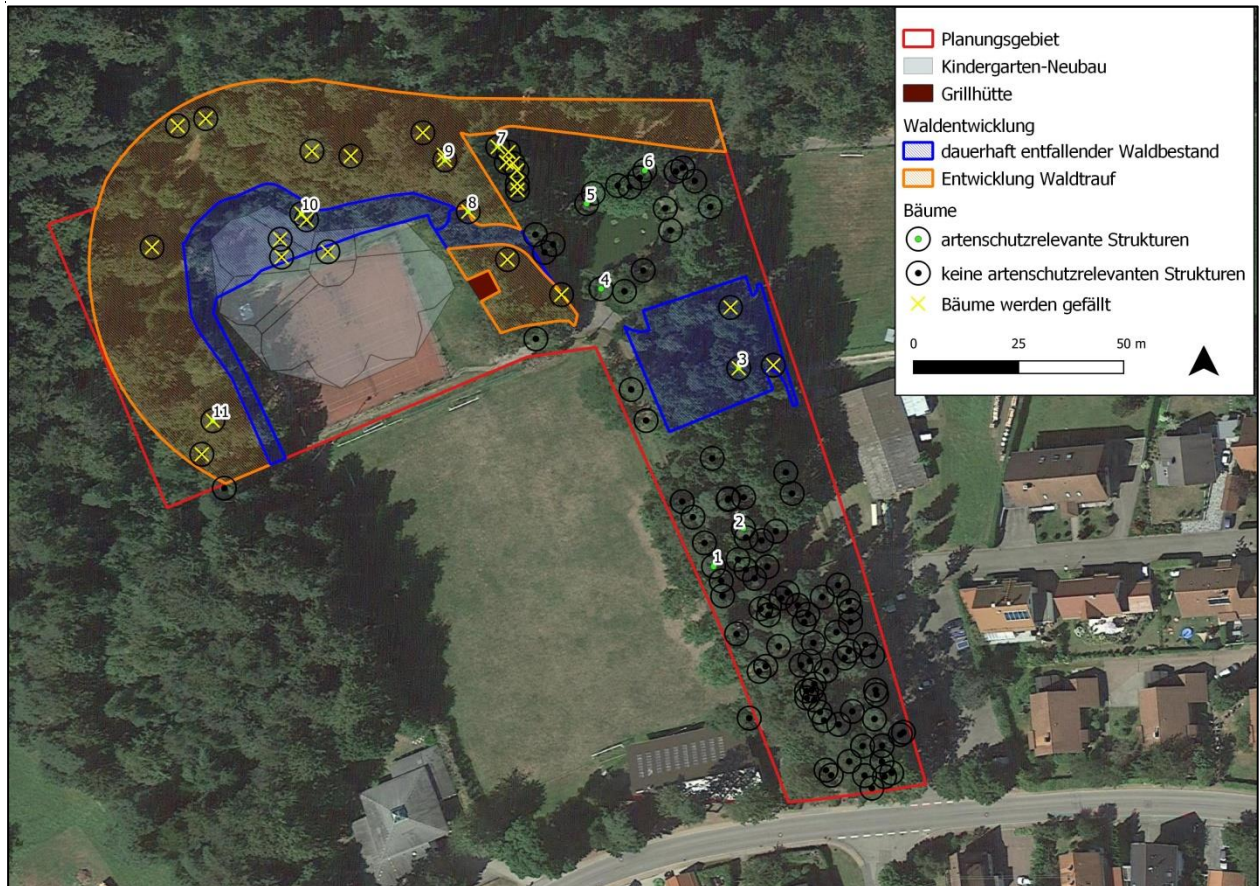 Planungsgebiet
Kindergarten-Neubau
Grillhütte
Waldentwicklung
dauerhaft entfallender Waldbestand
Entwicklung Waldtrauf
Bäume
artenschutzrelevante Strukturen
keine artenschutzrelevanten Strukturen
Bäume werden gefällt
0 25 50 m
7
9
6
5
8
10
4
3
11
2
1